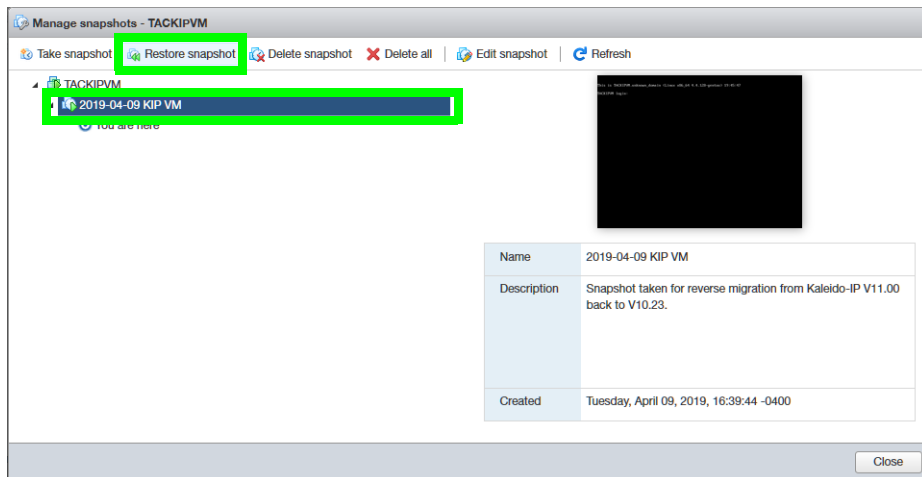 Manage snapshots - TACKIPVM
Take snapshot Restore snapshot Delete snapshot Delete all Edit snapshot Refresh
TACKIPVM
2019-04-09 KIP VM
You are here
Name 2019-04-09 KIP VM
Description Snapshot taken for reverse migration from Kaleido-IP V11.00
back to V10.23.
Created Tuesday, April 09, 2019, 16:39:44 -0400
Close